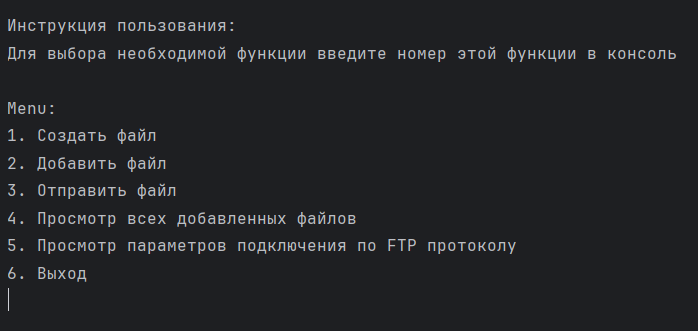 Инструкция пользования:
Для выбора необходимой функции введите номер этой функции в консоль
Menu:
1. Создать файл
2. Добавить файл
3. Отправить файл
4. Просмотр всех добавленных файлов
5. Просмотр параметров подключения по FTP протоколу
6. Выход